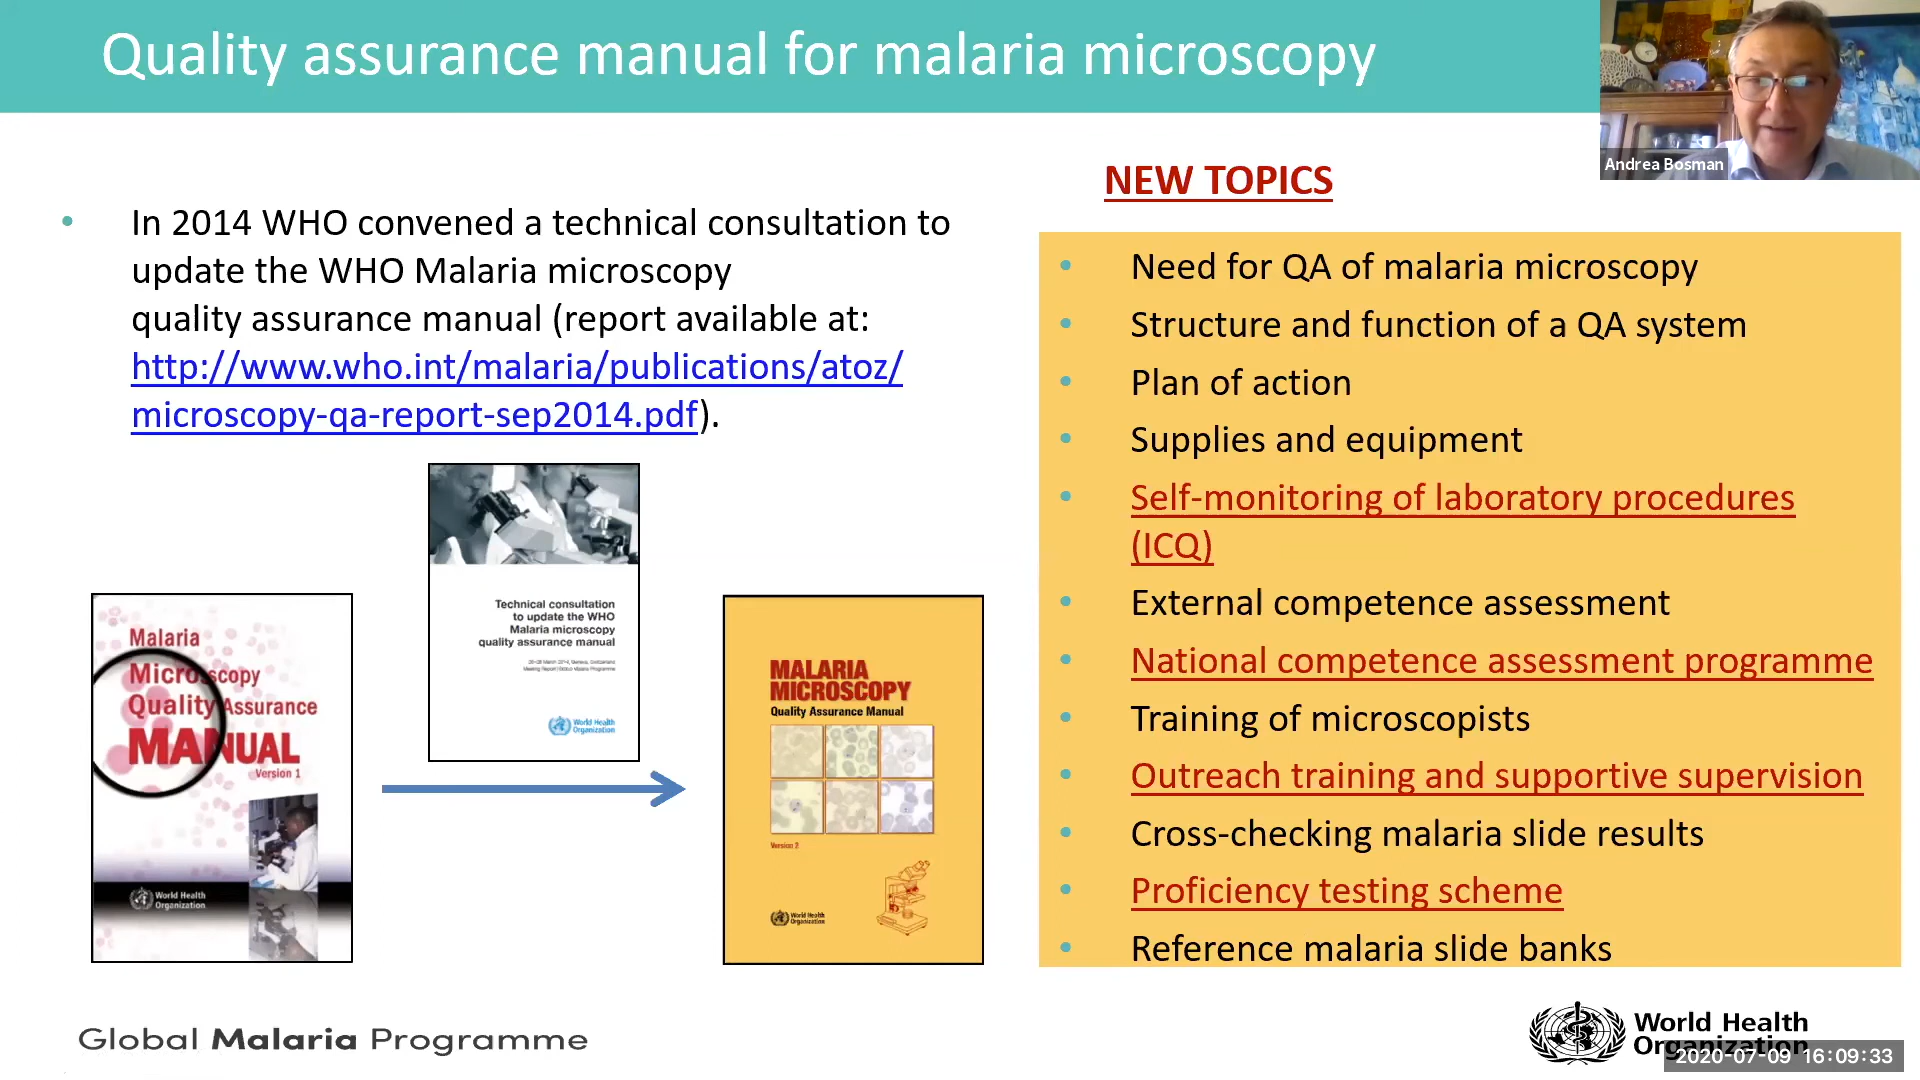 Quality assurance manual for malaria microscopy
Andrea Bosman
In 2014 WHO convened a technical consultation to
update the WHO Malaria microscopy
quality assurance manual (report available at:
http://www.who.int/malaria/publications/atoz/
microscopy-qa-report-sep2014.pdf).
Malaria
Microscopy
Quality Assurance
MANUAL
Version 1
World Health
Organization
Technical consultation
to update the WHO
Malaria microscopy
quality assurance manual
World Health
Organization
MALARIA
MICROSCOPY
Quality Assurance Manual
Version 2
World Health
Organization
NEW TOPICS
Need for QA of malaria microscopy
Structure and function of a QA system
Plan of action
Supplies and equipment
Self-monitoring of laboratory procedures
(ICQ)
External competence assessment
National competence assessment programme
Training of microscopists
Outreach training and supportive supervision
Cross-checking malaria slide results
Proficiency testing scheme
Reference malaria slide banks
Global Malaria Programme
World Health
Organization
2020-07-09 16:09:33